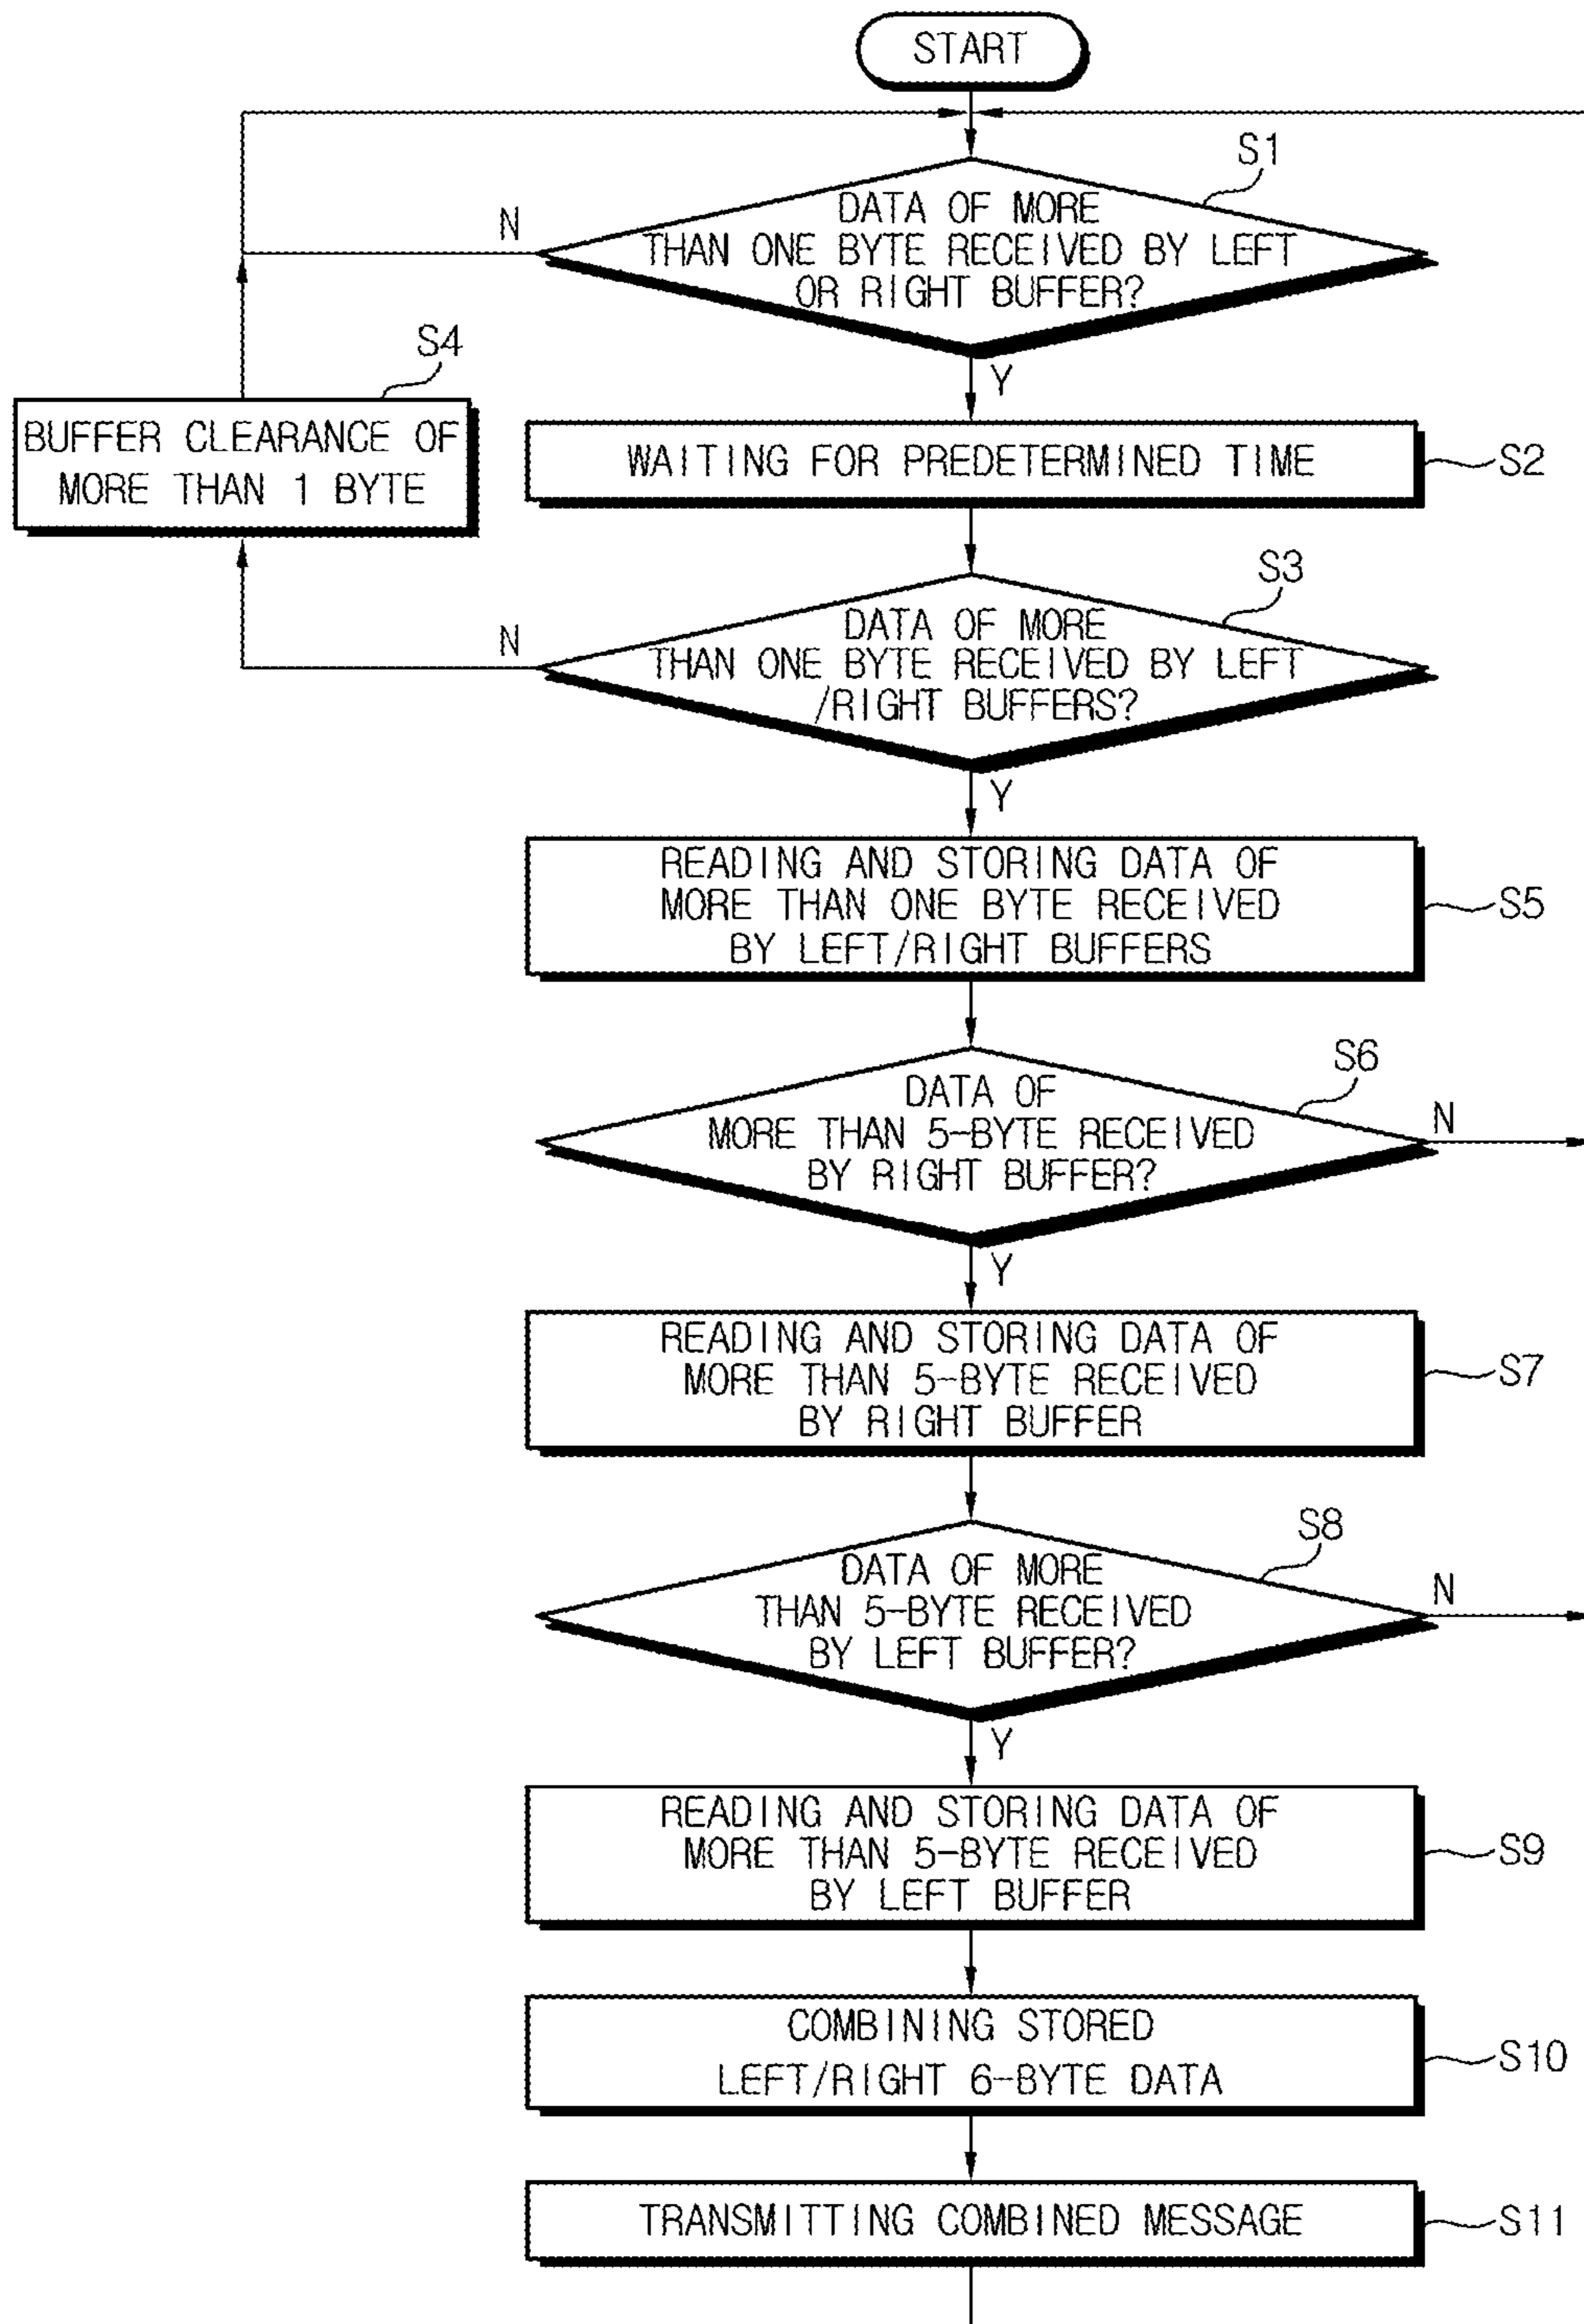 START
S1
DATA OF MORE
THAN ONE BYTE RECEIVED BY LEFT
OR RIGHT BUFFER?
N
Y
S4
BUFFER CLEARANCE OF
MORE THAN 1 BYTE
WAITING FOR PREDETERMINED TIME
S2
S3
DATA OF MORE
THAN ONE BYTE RECEIVED BY LEFT
/RIGHT BUFFERS?
N
Y
READING AND STORING DATA OF
MORE THAN ONE BYTE RECEIVED
BY LEFT/RIGHT BUFFERS
S5
S6
DATA OF
MORE THAN 5-BYTE RECEIVED
BY RIGHT BUFFER?
N
Y
READING AND STORING DATA OF
MORE THAN 5-BYTE RECEIVED
BY RIGHT BUFFER
S7
S8
DATA OF MORE
THAN 5-BYTE RECEIVED
BY LEFT BUFFER?
N
Y
READING AND STORING DATA OF
MORE THAN 5-BYTE RECEIVED
BY LEFT BUFFER
S9
COMBINING STORED
LEFT/RIGHT 6-BYTE DATA
S10
TRANSMITTING COMBINED MESSAGE
S11